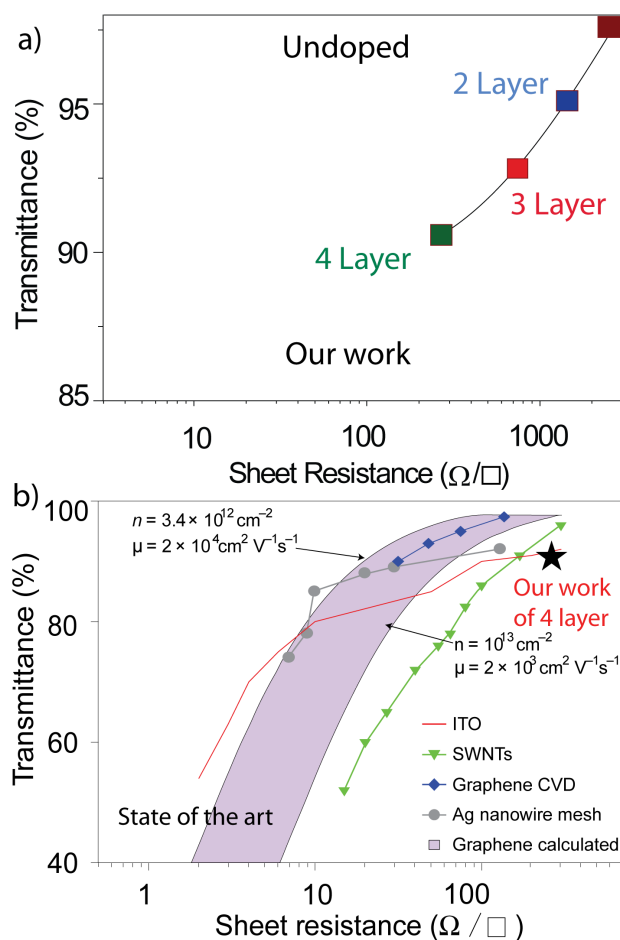 a)
Undoped
2 Layer
3 Layer
4 Layer
Our work
Transmittance (%)
95
90
85
10
100
1000
Sheet Resistance (Ω/□)
b)
n = 3.4 × 10¹² cm⁻²
μ = 2 × 10⁴cm² V⁻¹s⁻¹
Our work
of 4 layer
n = 10¹³ cm⁻²
μ = 2 × 10³ cm² V⁻¹s⁻¹
ITO
SWNTs
Graphene CVD
Ag nanowire mesh
Graphene calculated
State of the art
Transmittance (%)
100
80
60
40
1
10
100
Sheet resistance (Ω /□)